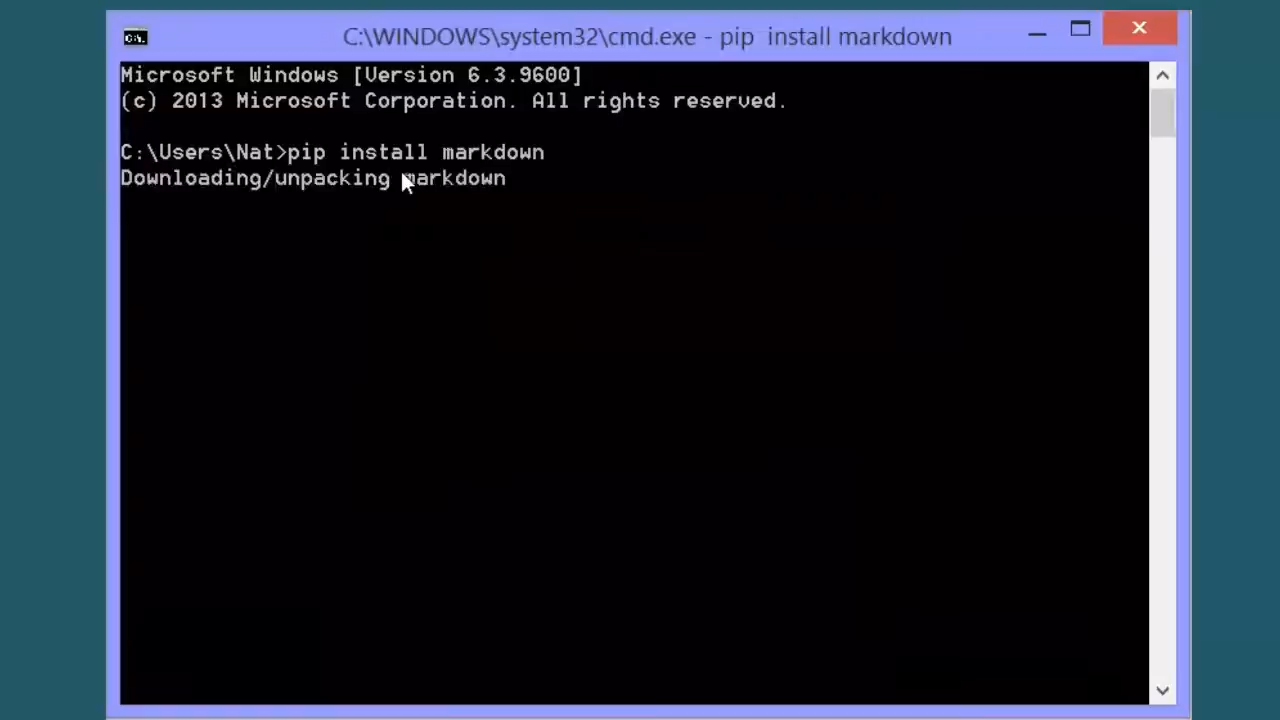 C:\WINDOWS\system32\cmd.exe - pip  install markdown
Microsoft Windows [Version 6.3.9600]
(c) 2013 Microsoft Corporation. All rights reserved.
C:\Users\Nat>pip install markdown
Downloading/unpacking markdown